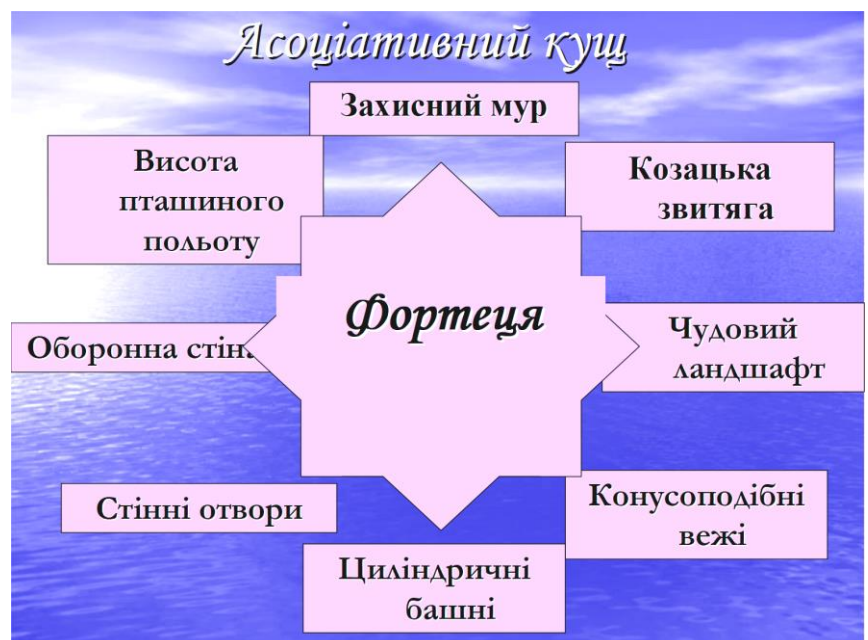 Асоціативний кущ
Захисний мур
Висота
пташиного
польоту
Козацька
звитяга
Фортеця
Оборонна стіна
Чудовий
ландшафт
Стінні отвори
Конусоподібні
вежі
Циліндричні
башні